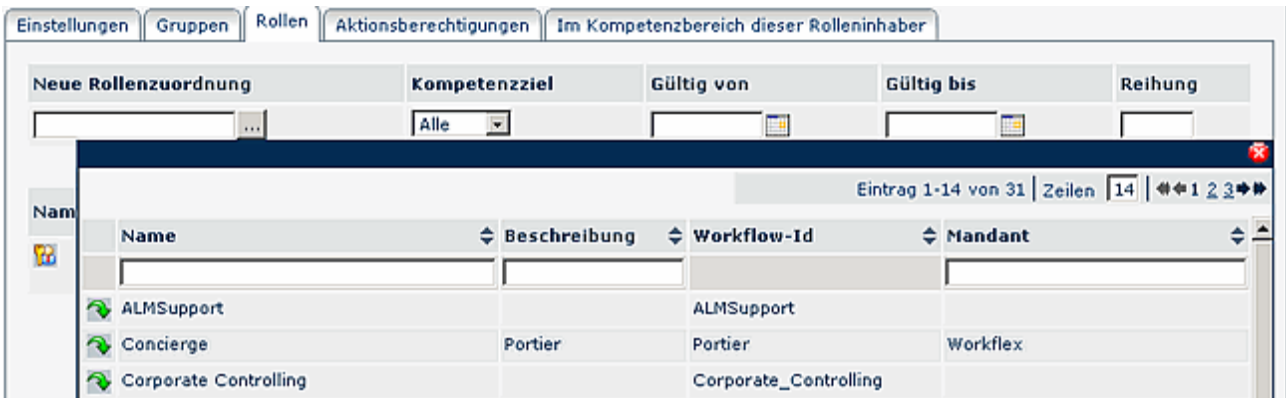 Einstellungen Gruppen Rollen Aktionsberechtigungen Im Kompetenzbereich dieser Rolleninhaber
Neue Rollenzuordnung Kompetenzziel Gültig von Gültig bis Reihung
... Alle
Eintrag 1-14 von 31 Zeilen 14 1 2 3
Nam
Name Beschreibung Workflow-Id Mandant
ALMSupport ALMSupport
Concierge Portier Portier Workflex
Corporate Controlling Corporate_Controlling